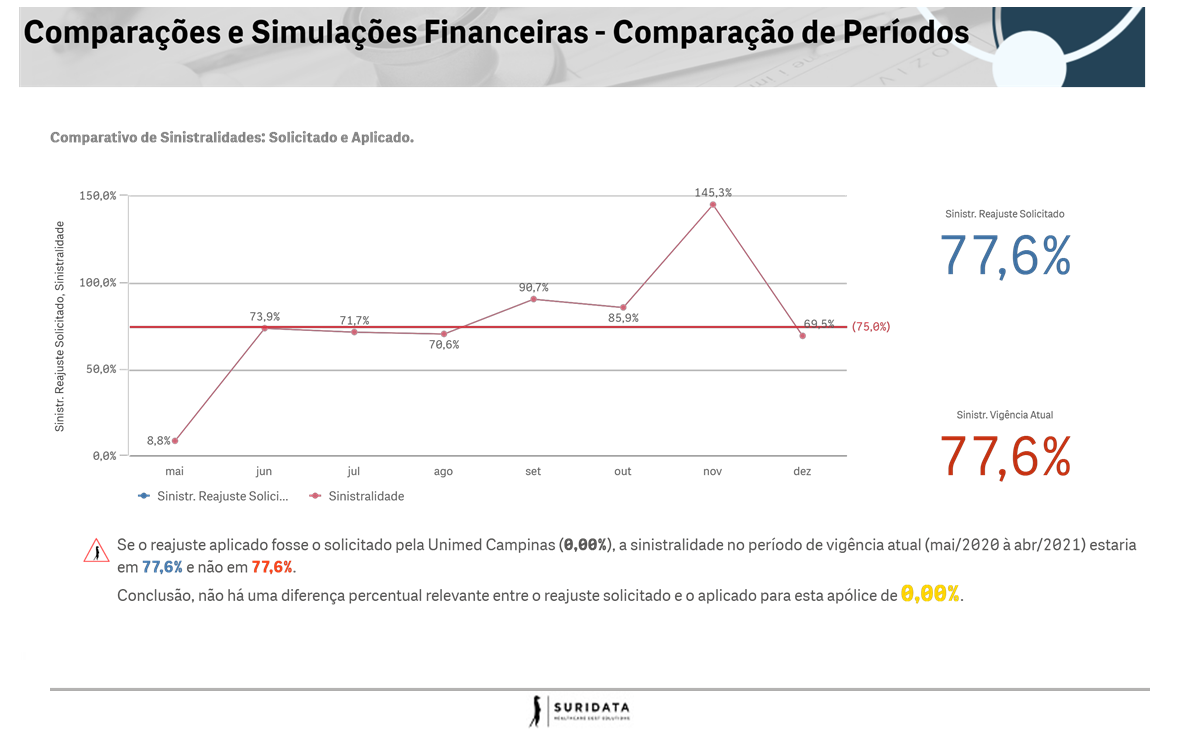 Comparações e Simulações Financeiras - Comparação de Períodos
Comparativo de Sinistralidades: Solicitado e Aplicado.
Sinistr. Reajuste Solicitado, Sinistralidade
150,0%
100,0%
50,0%
0,0%
8,8%
73,9%
71,7%
70,6%
90,7%
85,9%
145,3%
69,5%
(75,0%)
mai jun jul ago set out nov dez
Sinistr. Reajuste Solici... Sinistralidade
Sinistr. Reajuste Solicitado
77,6%
Sinistr. Vigência Atual
77,6%
Se o reajuste aplicado fosse o solicitado pela Unimed Campinas (0,00%), a sinistralidade no período de vigência atual (mai/2020 à abr/2021) estaria
em 77,6% e não em 77,6%.
Conclusão, não há uma diferença percentual relevante entre o reajuste solicitado e o aplicado para esta apólice de 0,00%.
SURIDATA
HEALTHCARE BEST SOLUTIONS